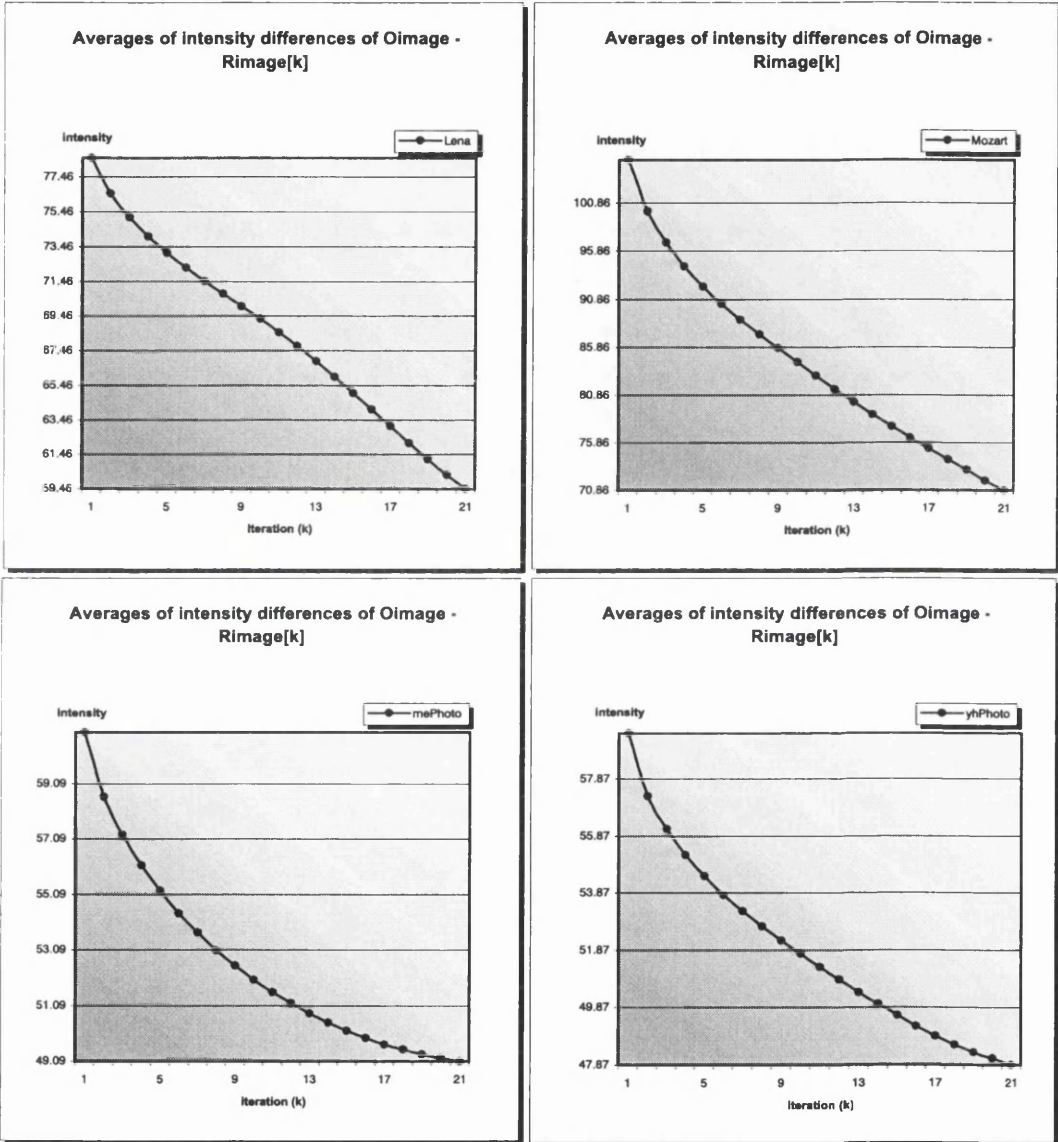 Averages of intensity differences of Oimage -
Rimage[k]
intensity
Lena
77.46
75.46
73.46
71.46
69.46
67.46
65.46
63.46
61.46
59.46
1 5 9 13 17 21
Iteration (k)
Averages of intensity differences of Oimage -
Rimage[k]
intensity
Mozart
100.86
95.86
90.86
85.86
80.86
75.86
70.86
1 5 9 13 17 21
Iteration (k)
Averages of intensity differences of Oimage -
Rimage[k]
intensity
mePhoto
59.09
57.09
55.09
53.09
51.09
49.09
1 5 9 13 17 21
Iteration (k)
Averages of intensity differences of Oimage -
Rimage[k]
intensity
yhPhoto
57.87
55.87
53.87
51.87
49.87
47.87
1 5 9 13 17 21
Iteration (k)